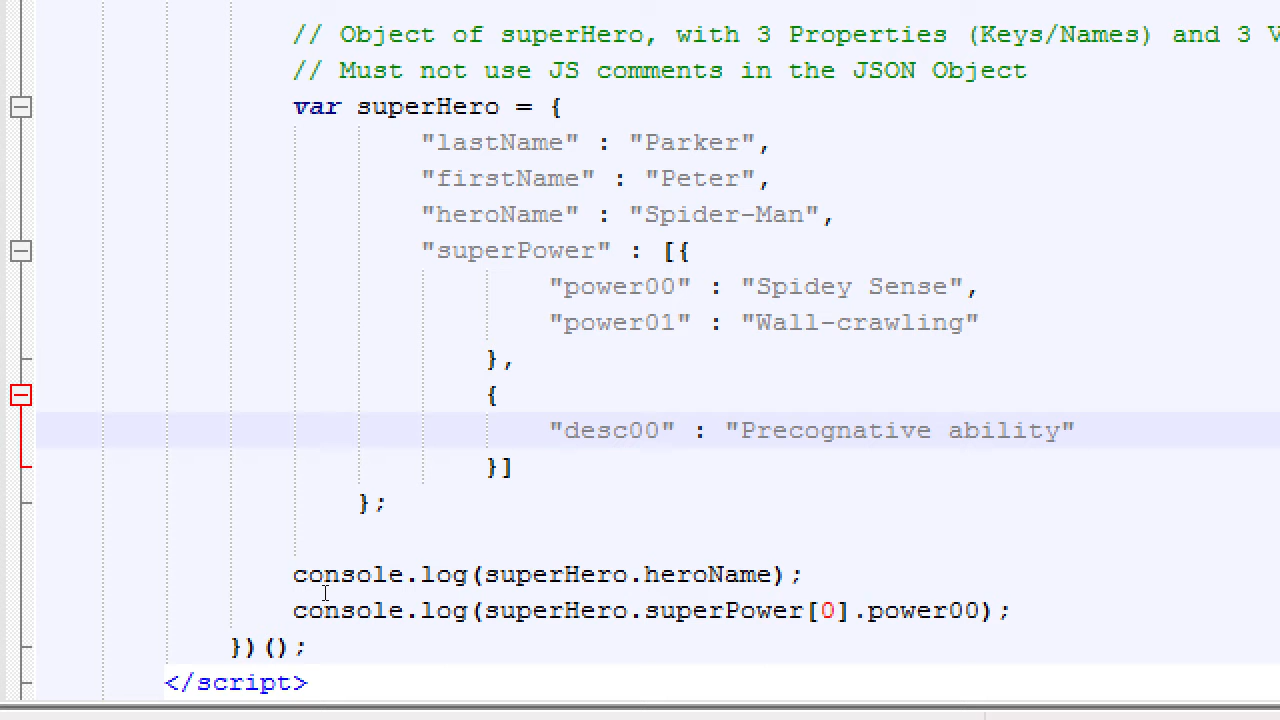 // Object of superHero, with 3 Properties (Keys/Names) and 3
// Must not use JS comments in the JSON Object
var superHero = {
"lastName" : "Parker",
"firstName" : "Peter",
"heroName" : "Spider-Man",
"superPower" : [{
"power00" : "Spidey Sense",
"power01" : "Wall-crawling"
},
{
"desc00" : "Precognative ability"
}]
};
console.log(superHero.heroName);
console.log(superHero.superPower[0].power00);
})();
</script>